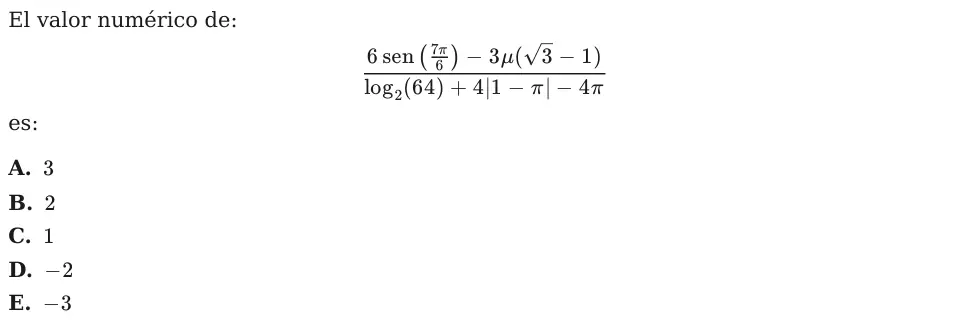 El valor numérico de:
\frac{6 \operatorname{sen}\left(\frac{7\pi}{6}\right) - 3\mu(\sqrt{3} - 1)}{\log_2(64) + 4|1 - \pi| - 4\pi}
es:
A. 3
B. 2
C. 1
D. −2
E. −3